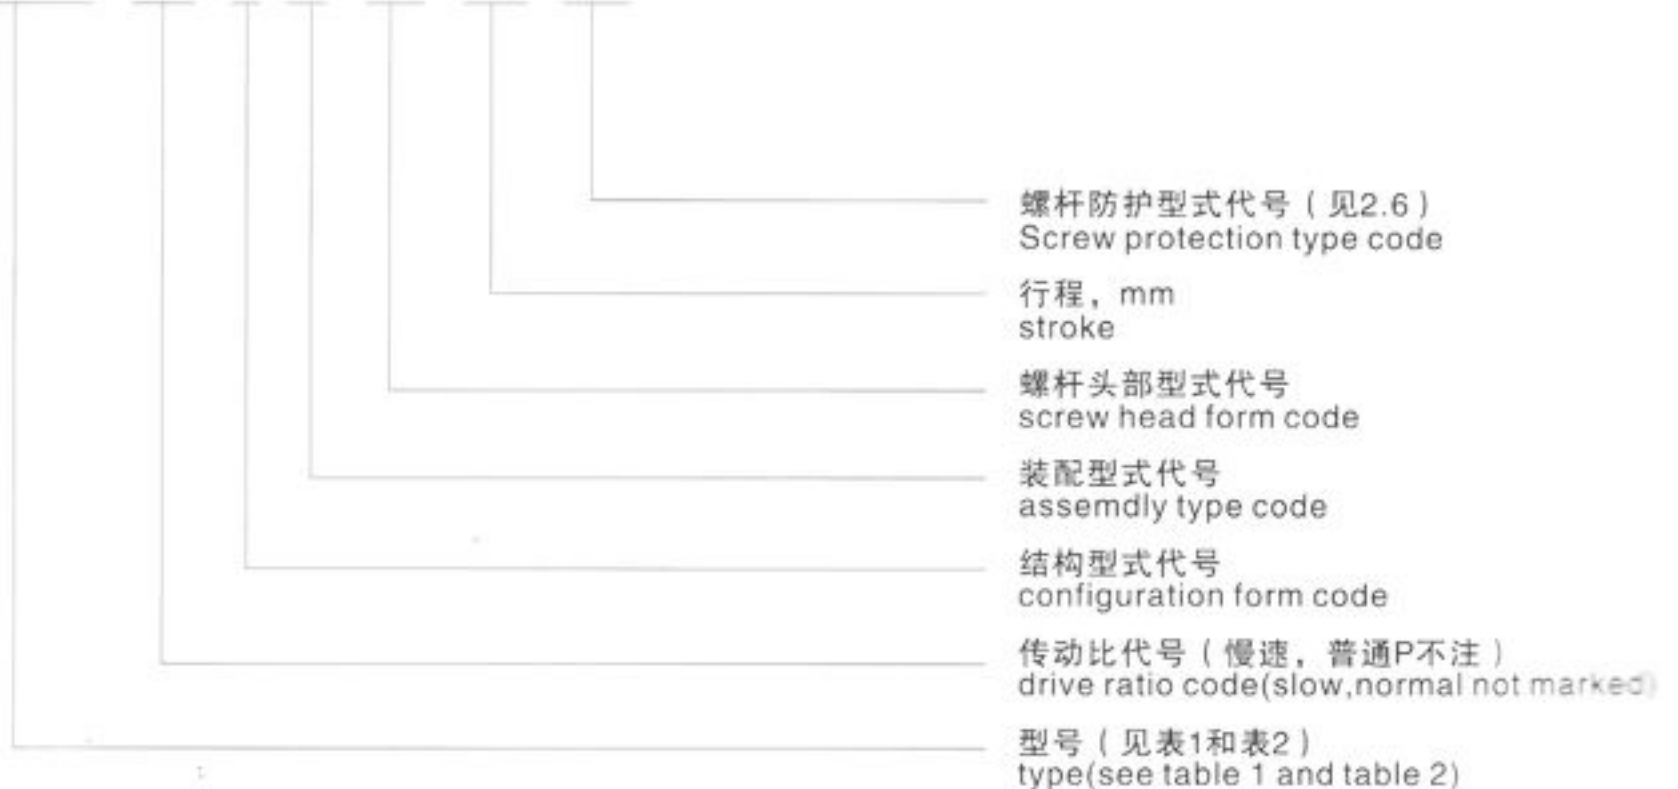 螺杆防护型式代号（见2.6）
Screw protection type code
行程，mm
stroke
螺杆头部型式代号
screw head form code
装配型式代号
assemdly type code
结构型式代号
configuration form code
传动比代号（慢速，普通P不注）
drive ratio code(slow,normal not marked)
型号（见表1和表2）
type(see table 1 and table 2)